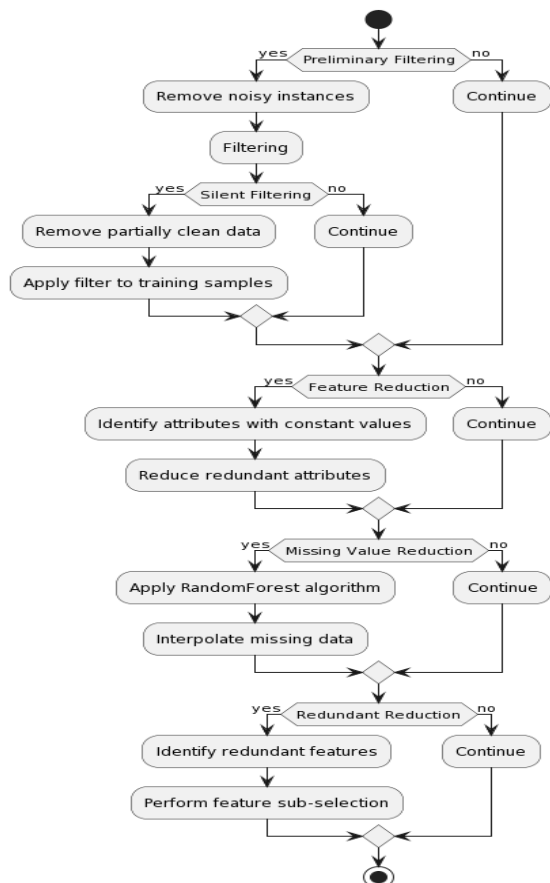 yes
Preliminary Filtering
no
Remove noisy instances
Continue
Filtering
yes
Silent Filtering
no
Remove partially clean data
Continue
Apply filter to training samples
yes
Feature Reduction
no
Identify attributes with constant values
Continue
Reduce redundant attributes
yes
Missing Value Reduction
no
Apply RandomForest algorithm
Continue
Interpolate missing data
yes
Redundant Reduction
no
Identify redundant features
Continue
Perform feature sub-selection